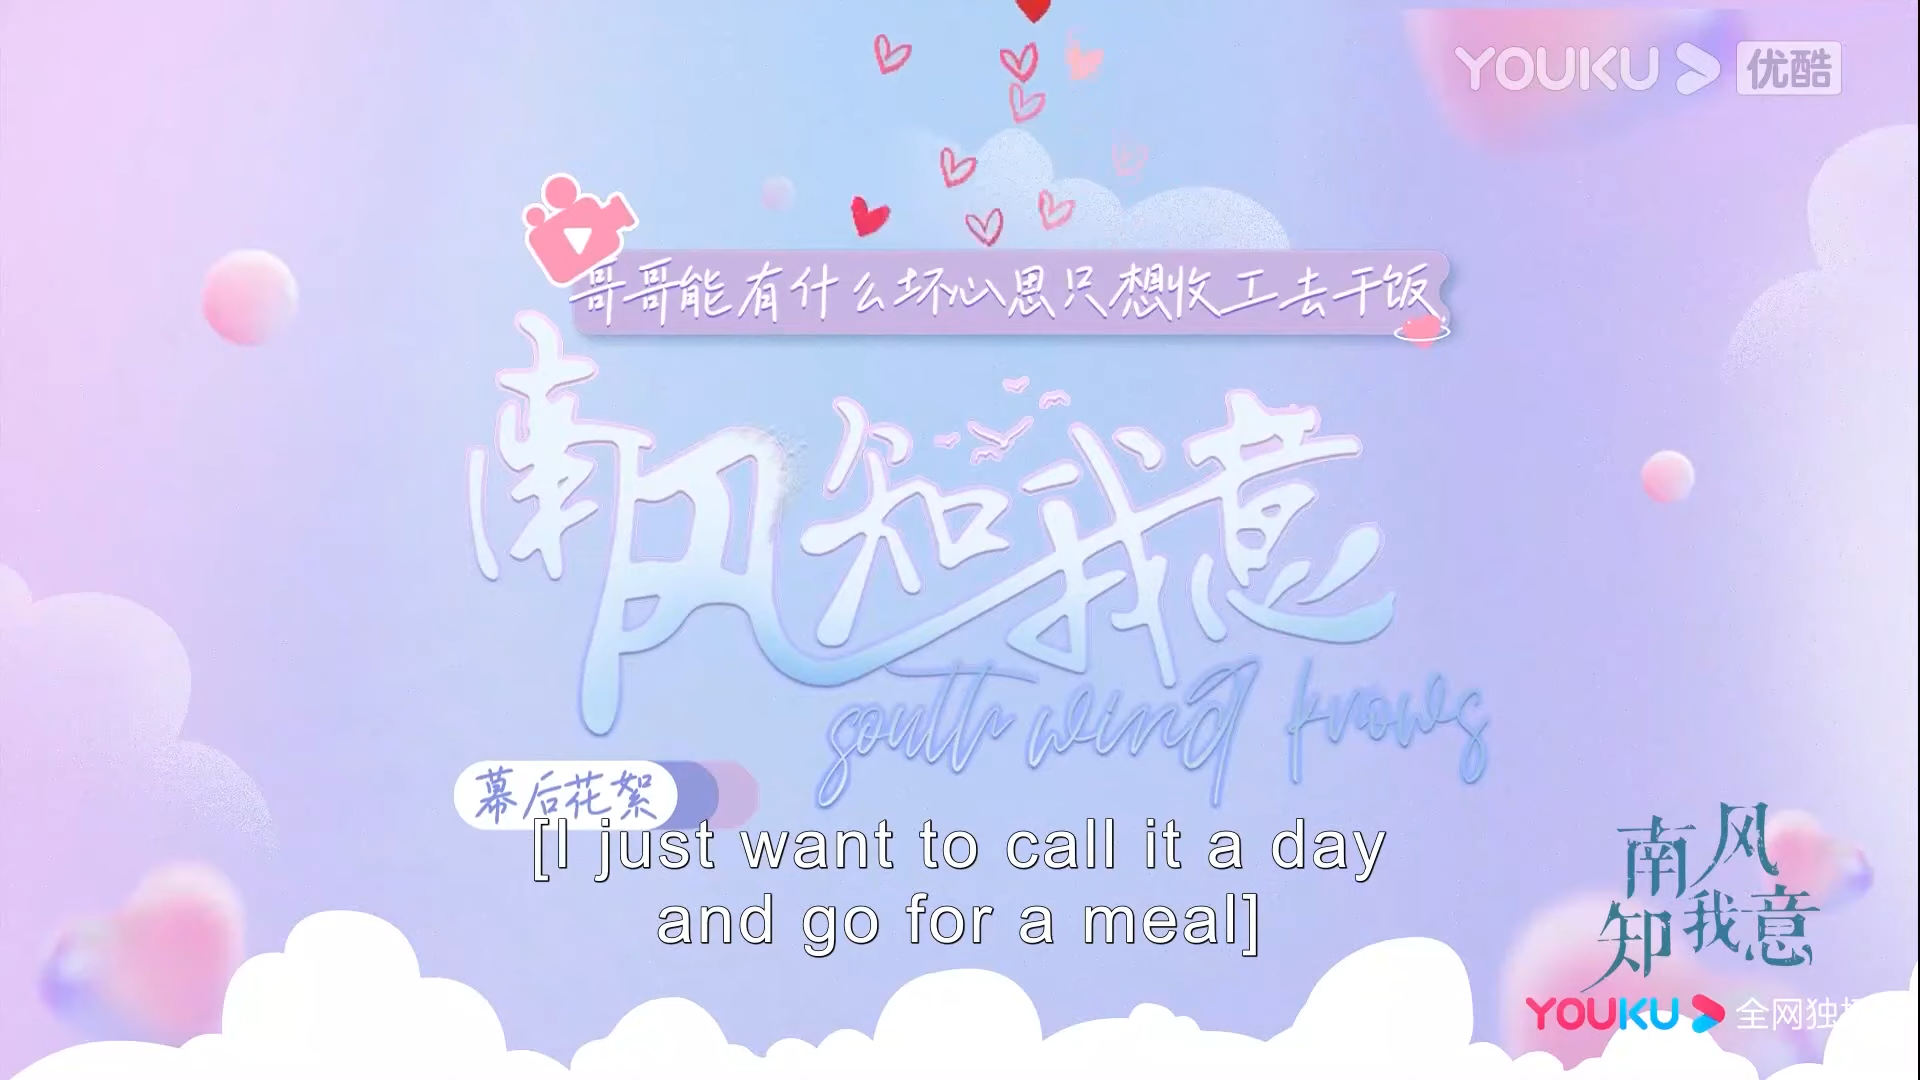 YOUKU 优酷
哥哥能有什么坏心思只想收工去干饭
南风知我意
south wind knows
幕后花絮
[I just want to call it a day
and go for a meal]
南风
知我意
YOUKU 全网独播